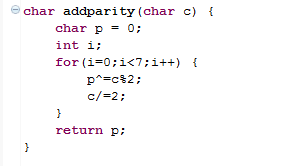 char addparity(char c) {
    char p = 0;
    int i;
    for(i=0;i<7;i++) {
        p^=c%2;
        c/=2;
    }
    return p;
}